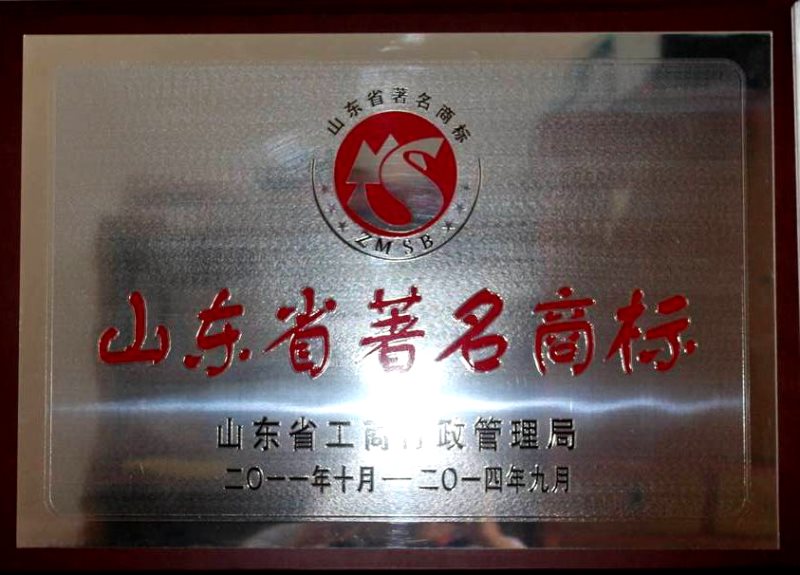 山东省著名商标
ZMSB
山东省著名商标
山东省工商行政管理局
二〇一一年十月—二〇一四年九月